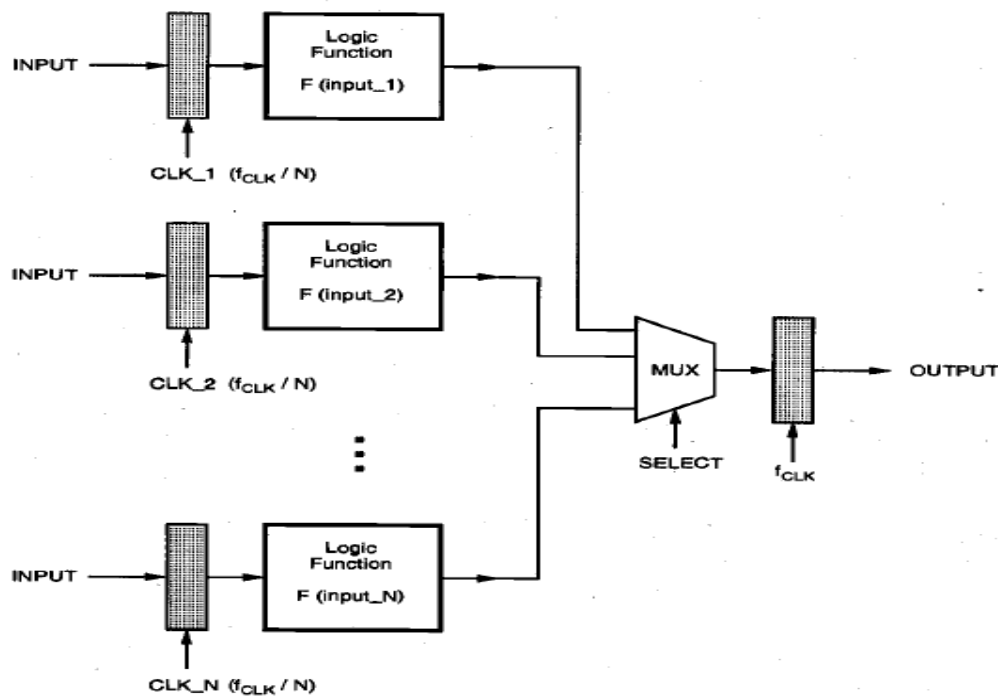 Logic
Function
F (input_1)
INPUT
CLK_1 (fCLK / N)
Logic
Function
F (input_2)
INPUT
CLK_2 (fCLK / N)
MUX
OUTPUT
SELECT
fCLK
Logic
Function
F (input_N)
INPUT
CLK_N (fCLK / N)